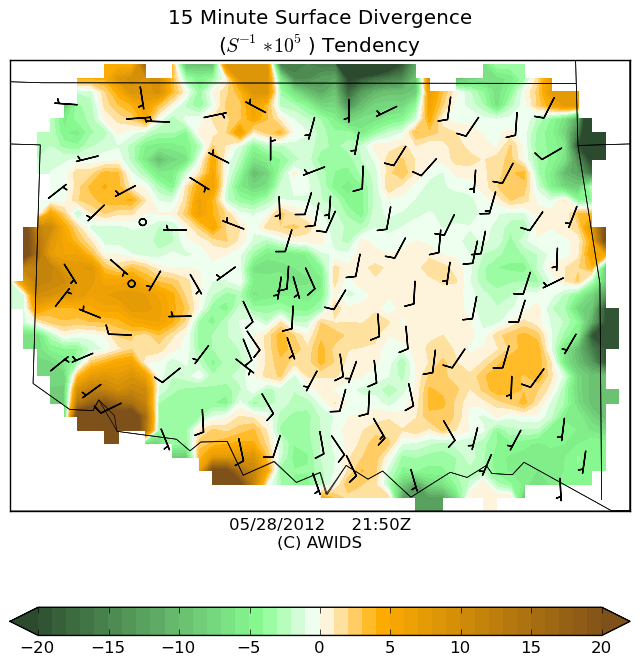 15 Minute Surface Divergence
(S⁻¹ * 10⁵ ) Tendency
05/28/2012 21:50Z
(C) AWIDS
−20 −15 −10 −5 0 5 10 15 20